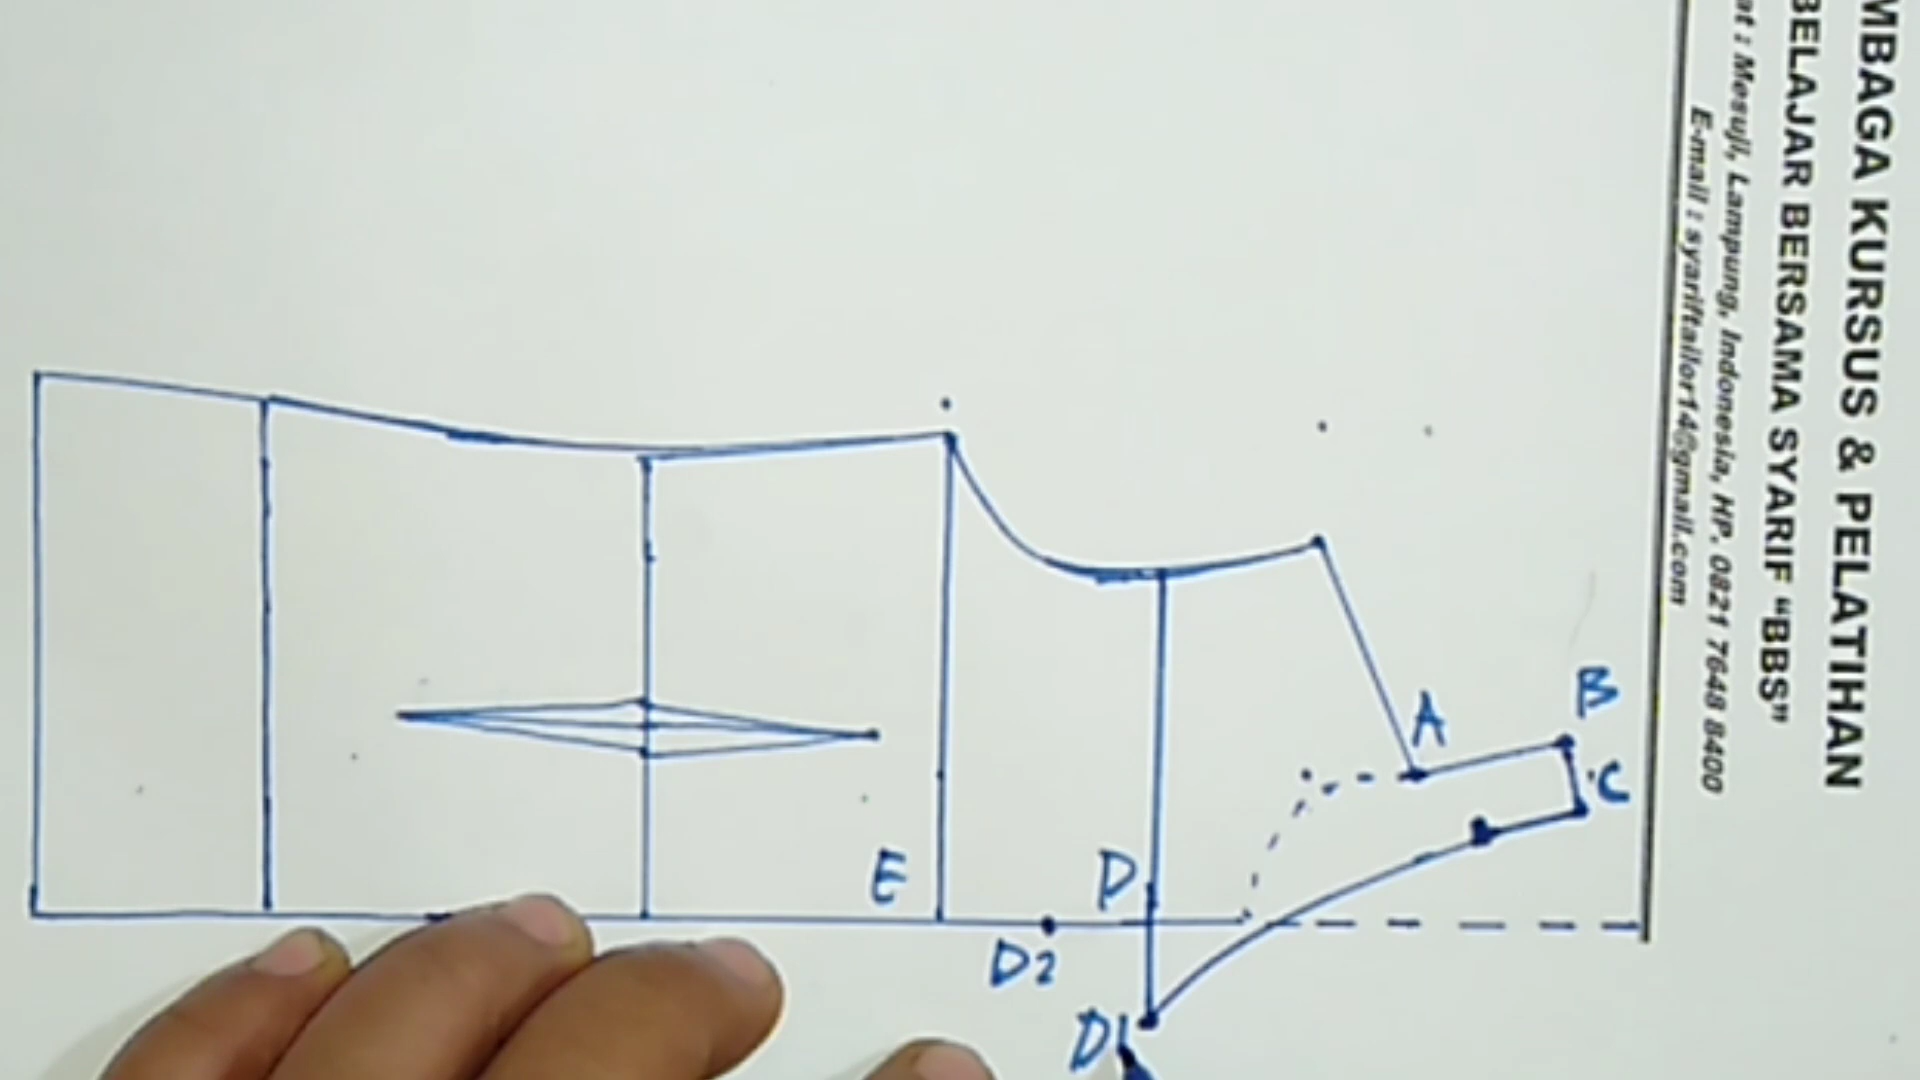 MBAGA KURSUS & PELATIHAN
BELAJAR BERSAMA SYARIF “BBS”
at : Mesuji, Lampung, Indonesia, HP. 0821 7648 8400
E-mail : syariftailor14@gmail.com
B
A
C
E
D
D2
D1